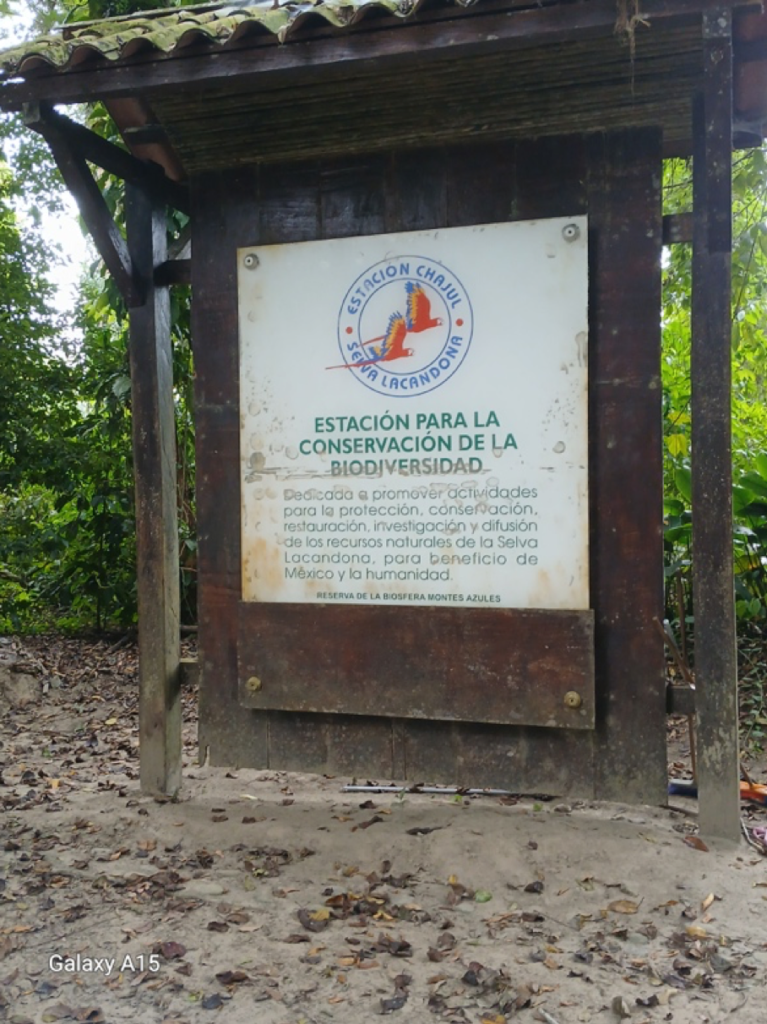 ESTACION CHAJUL
SELVA LACANDONA
ESTACIÓN PARA LA
CONSERVACIÓN DE LA
BIODIVERSIDAD
Dedicada a promover actividades
para la protección, conservación,
restauración, investigación y difusión
de los recursos naturales de la Selva
Lacandona, para beneficio de
México y la humanidad.
RESERVA DE LA BIOSFERA MONTES AZULES
Galaxy A15